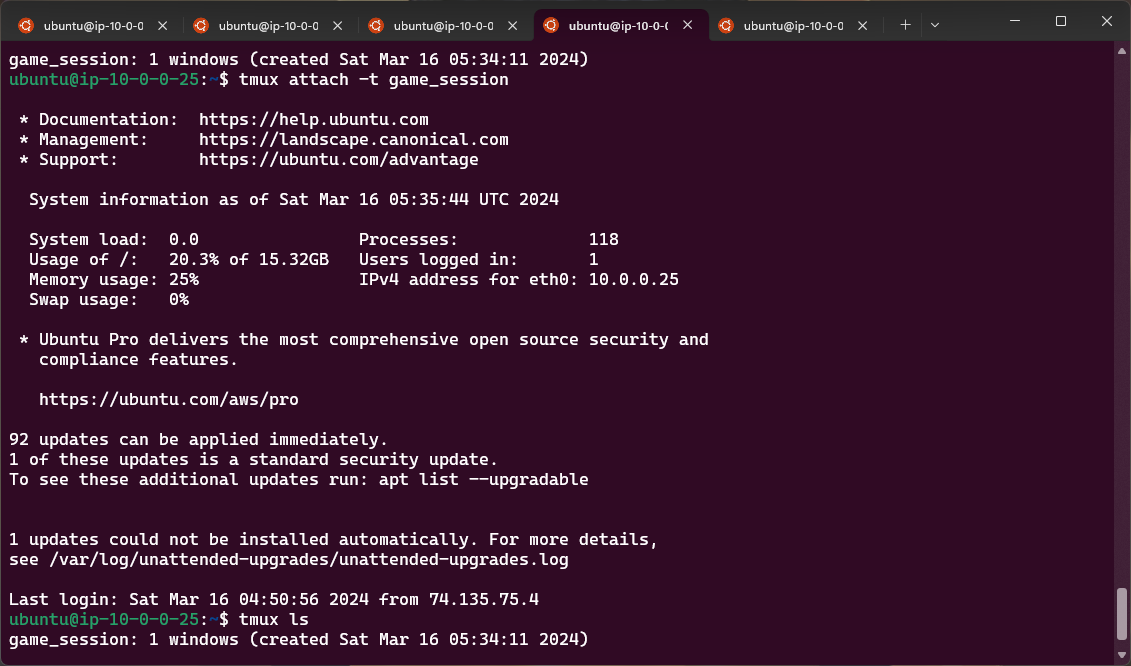 ubuntu@ip-10-0-0 ubuntu@ip-10-0-0 ubuntu@ip-10-0-0 ubuntu@ip-10-0-( ubuntu@ip-10-0-0
game_session: 1 windows (created Sat Mar 16 05:34:11 2024)
ubuntu@ip-10-0-0-25:~$ tmux attach -t game_session
* Documentation: https://help.ubuntu.com
* Management: https://landscape.canonical.com
* Support: https://ubuntu.com/advantage
System information as of Sat Mar 16 05:35:44 UTC 2024
System load: 0.0 Processes: 118
Usage of /: 20.3% of 15.32GB Users logged in: 1
Memory usage: 25% IPv4 address for eth0: 10.0.0.25
Swap usage: 0%
* Ubuntu Pro delivers the most comprehensive open source security and
compliance features.
https://ubuntu.com/aws/pro
92 updates can be applied immediately.
1 of these updates is a standard security update.
To see these additional updates run: apt list --upgradable
1 updates could not be installed automatically. For more details,
see /var/log/unattended-upgrades/unattended-upgrades.log
Last login: Sat Mar 16 04:50:56 2024 from 74.135.75.4
ubuntu@ip-10-0-0-25:~$ tmux ls
game_session: 1 windows (created Sat Mar 16 05:34:11 2024)